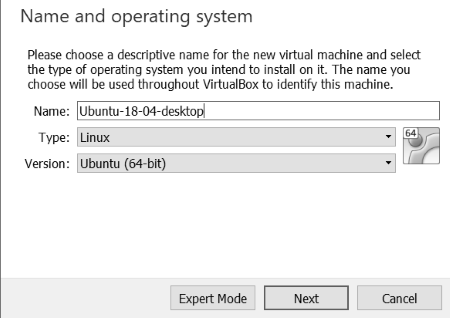 Name and operating system
Please choose a descriptive name for the new virtual machine and select
the type of operating system you intend to install on it. The name you
choose will be used throughout VirtualBox to identify this machine.
Name: Ubuntu-18-04-desktop
Type: Linux
64
Version: Ubuntu (64-bit)
Expert Mode Next Cancel